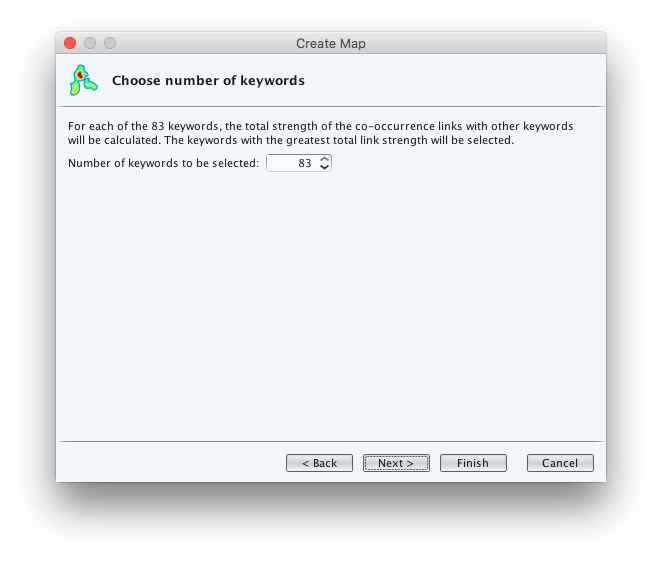 Create Map
Choose number of keywords
For each of the 83 keywords, the total strength of the co-occurrence links with other keywords
will be calculated. The keywords with the greatest total link strength will be selected.
Number of keywords to be selected: 83
< Back Next > Finish Cancel